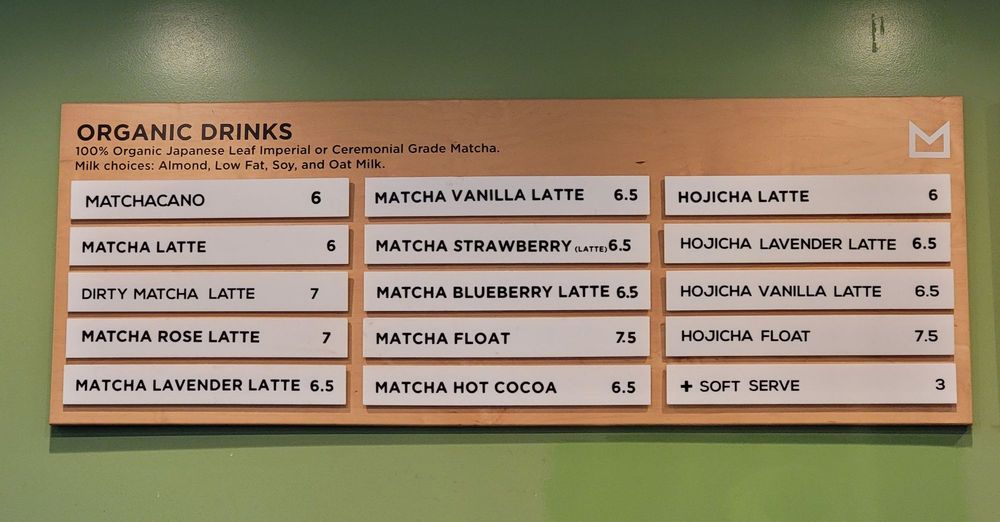 ORGANIC DRINKS
100% Organic Japanese Leaf Imperial or Ceremonial Grade Matcha.
Milk choices: Almond, Low Fat, Soy, and Oat Milk.
MATCHACANO 6
MATCHA LATTE 6
DIRTY MATCHA LATTE 7
MATCHA ROSE LATTE 7
MATCHA LAVENDER LATTE 6.5
MATCHA VANILLA LATTE 6.5
MATCHA STRAWBERRY (LATTE) 6.5
MATCHA BLUEBERRY LATTE 6.5
MATCHA FLOAT 7.5
MATCHA HOT COCOA 6.5
HOJICHA LATTE 6
HOJICHA LAVENDER LATTE 6.5
HOJICHA VANILLA LATTE 6.5
HOJICHA FLOAT 7.5
+ SOFT SERVE 3